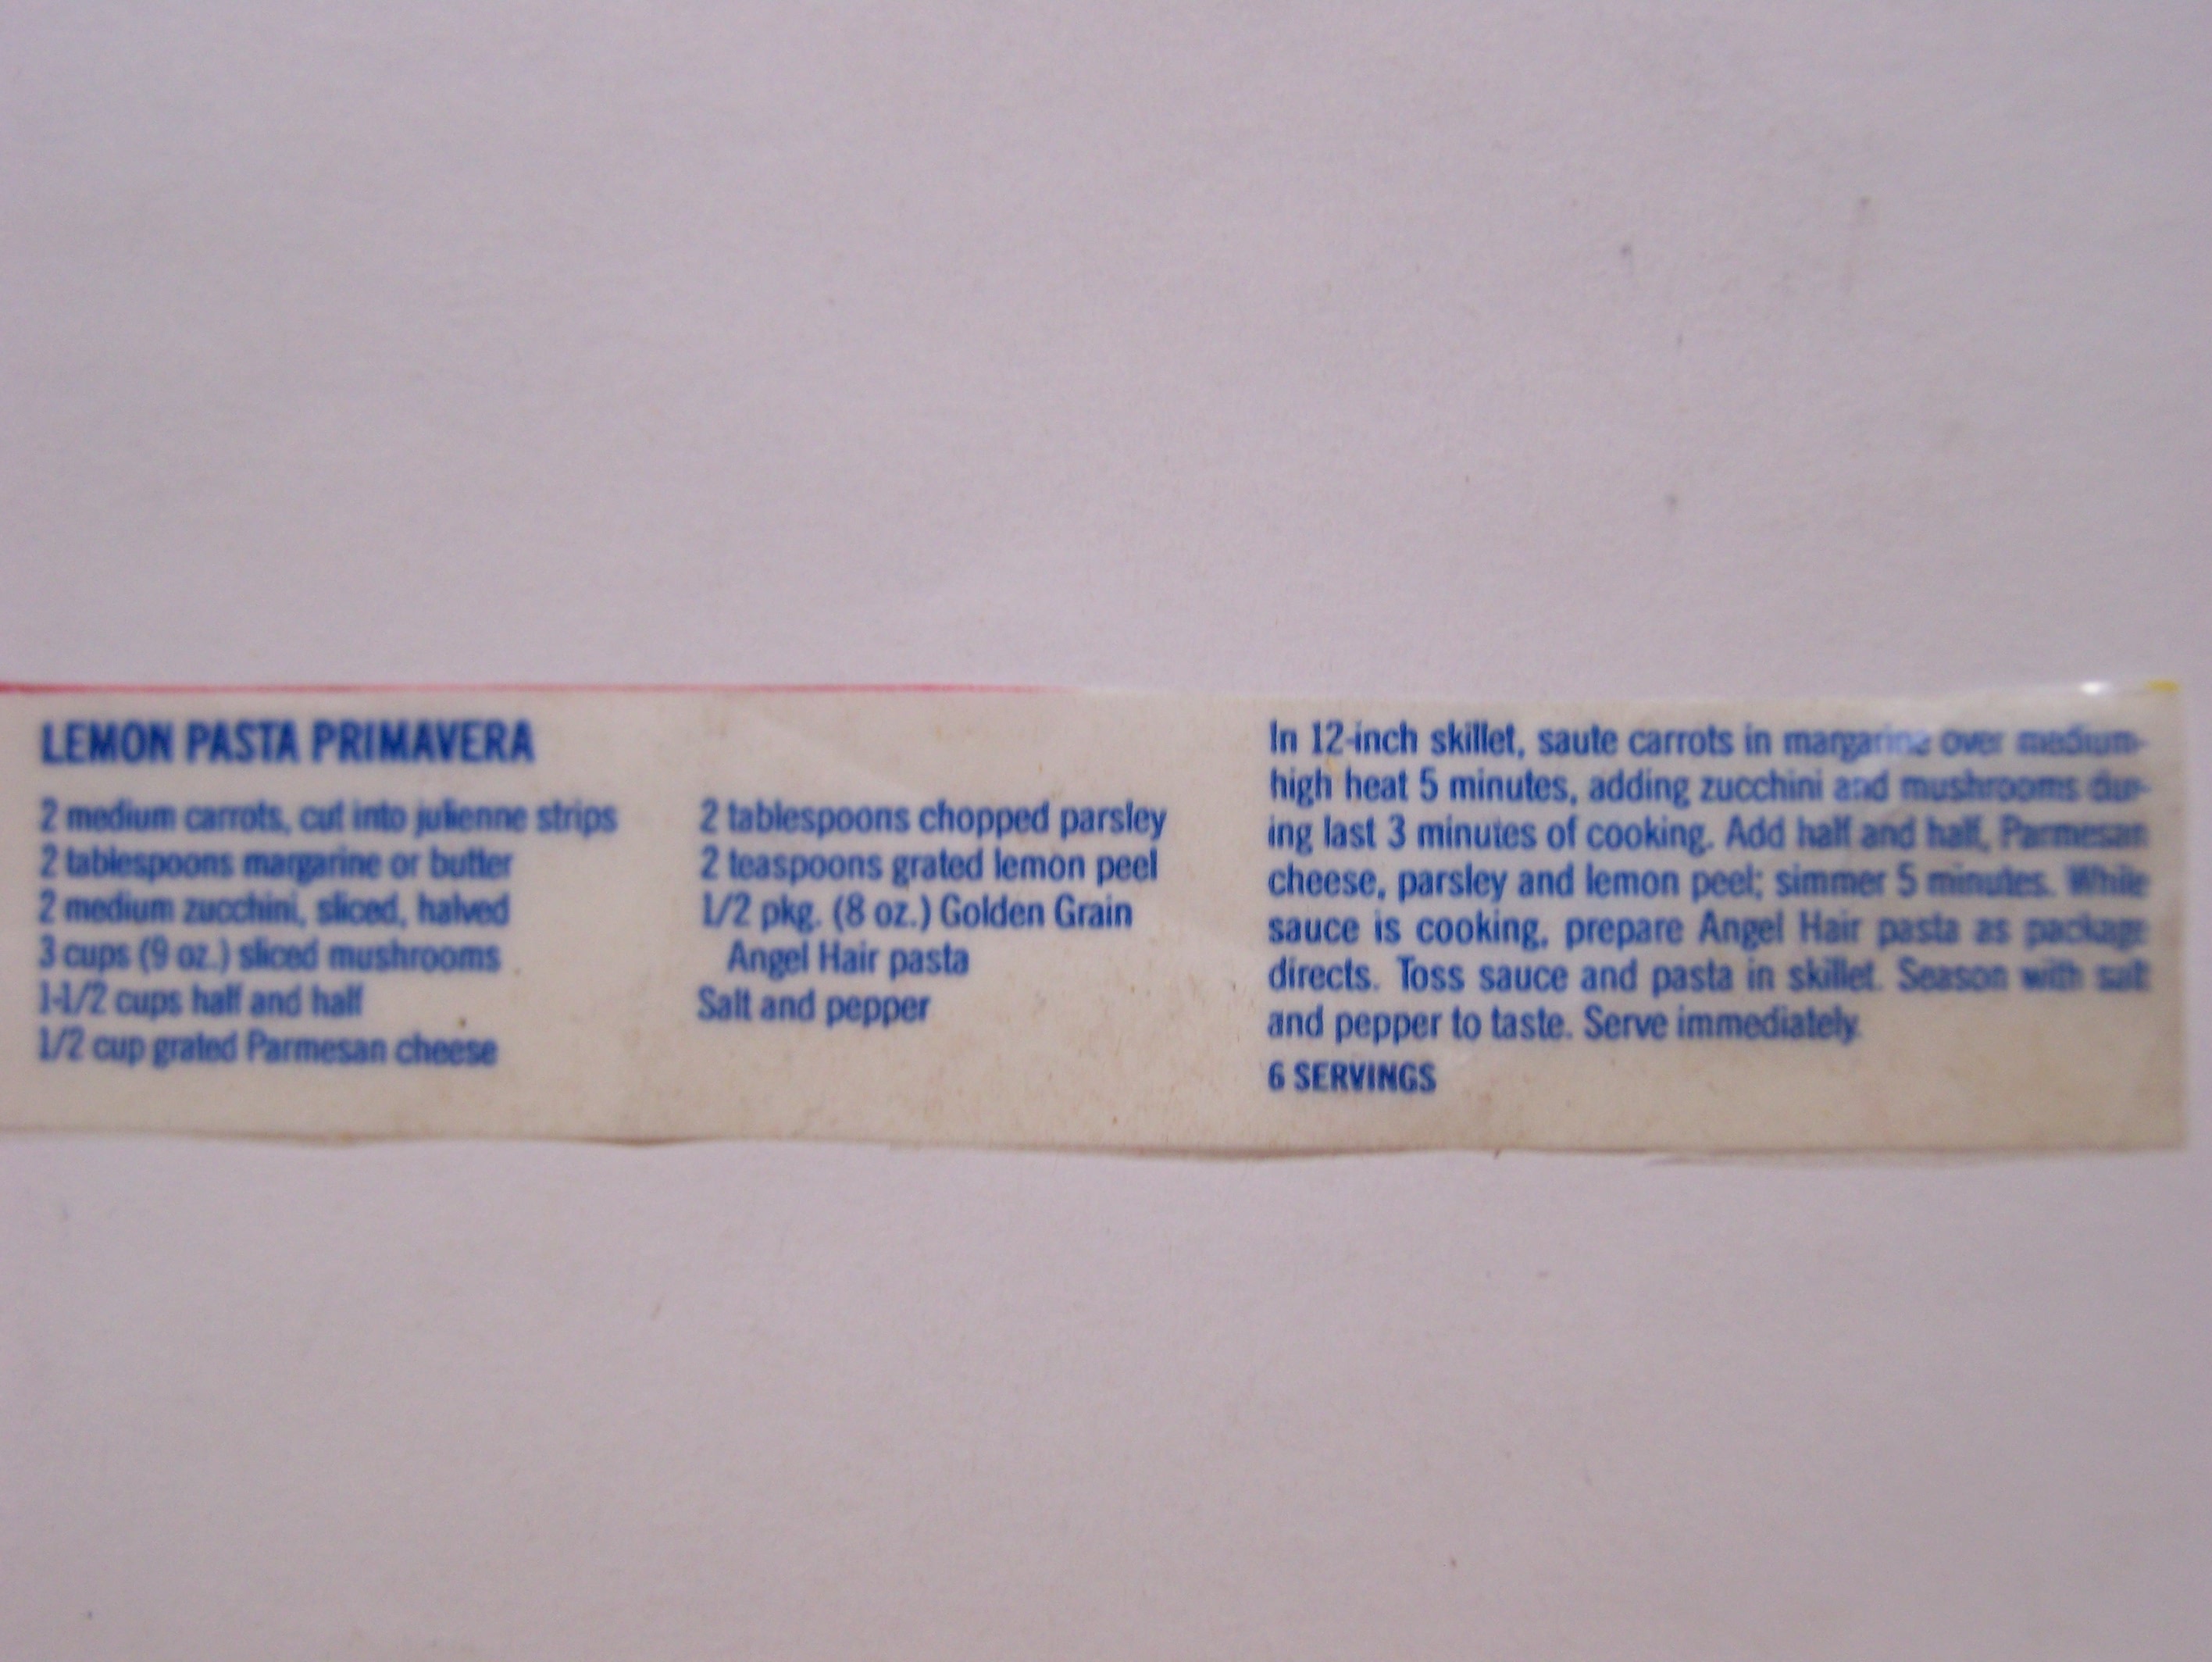 LEMON PASTA PRIMAVERA
2 medium carrots, cut into julienne strips
2 tablespoons margarine or butter
2 medium zucchini, sliced, halved
3 cups (9 oz.) sliced mushrooms
1-1/2 cups half and half
1/2 cup grated Parmesan cheese
2 tablespoons chopped parsley
2 teaspoons grated lemon peel
1/2 pkg. (8 oz.) Golden Grain
Angel Hair pasta
Salt and pepper
In 12-inch skillet, saute carrots in margarine over medium-
high heat 5 minutes, adding zucchini and mushrooms dur-
ing last 3 minutes of cooking. Add half and half, Parmesan
cheese, parsley and lemon peel; simmer 5 minutes. While
sauce is cooking, prepare Angel Hair pasta as package
directs. Toss sauce and pasta in skillet. Season with salt
and pepper to taste. Serve immediately.
6 SERVINGS